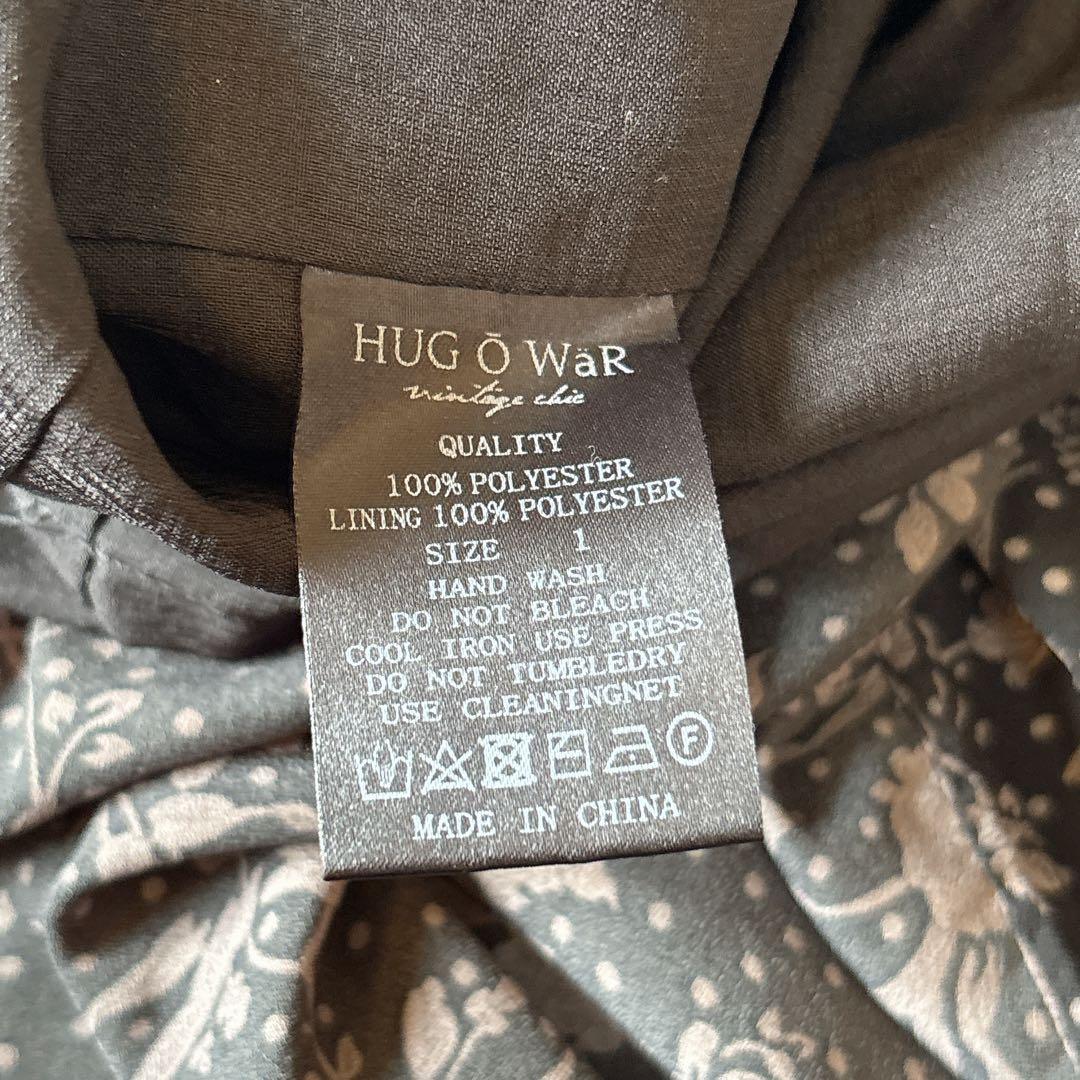 HUG Ō WäR
vintage chic
QUALITY
100% POLYESTER
LINING 100% POLYESTER
SIZE 1
HAND WASH
DO NOT BLEACH
COOL IRON USE PRESS
DO NOT TUMBLEDRY
USE CLEANINGNET
F
MADE IN CHINA